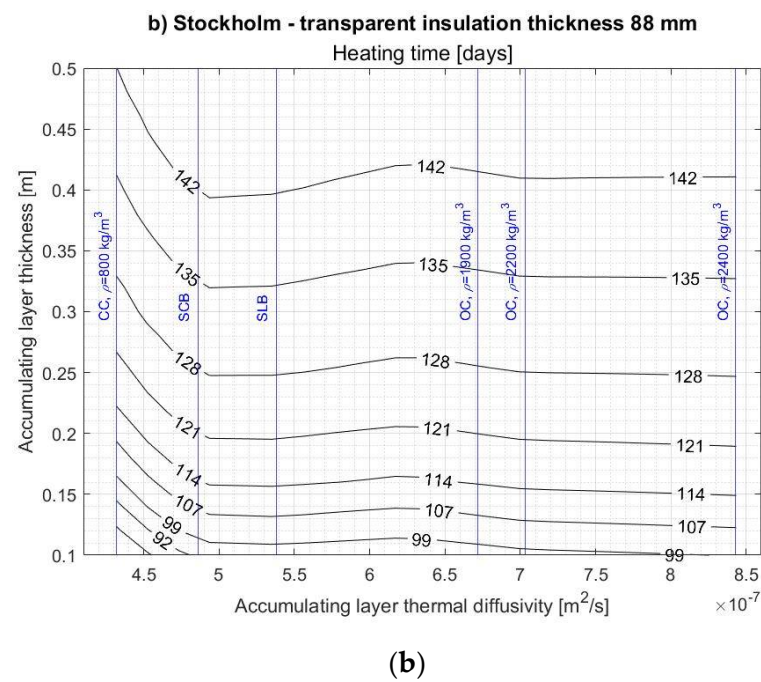 b) Stockholm - transparent insulation thickness 88 mm
Heating time [days]
0.5
0.45
0.4
0.35
0.3
0.25
0.2
0.15
0.1
Accumulating layer thickness [m]
142
142
142
135
135
135
128
128
128
121
121
121
114
114
114
107
107
107
99
99
99
92
CC, ρ=800 kg/m³
SCB
SLB
OC, ρ=1900 kg/m³
OC, ρ=2200 kg/m³
OC, ρ=2400 kg/m³
4.5 5 5.5 6 6.5 7 7.5 8 8.5
Accumulating layer thermal diffusivity [m²/s]
×10⁻⁷
(b)